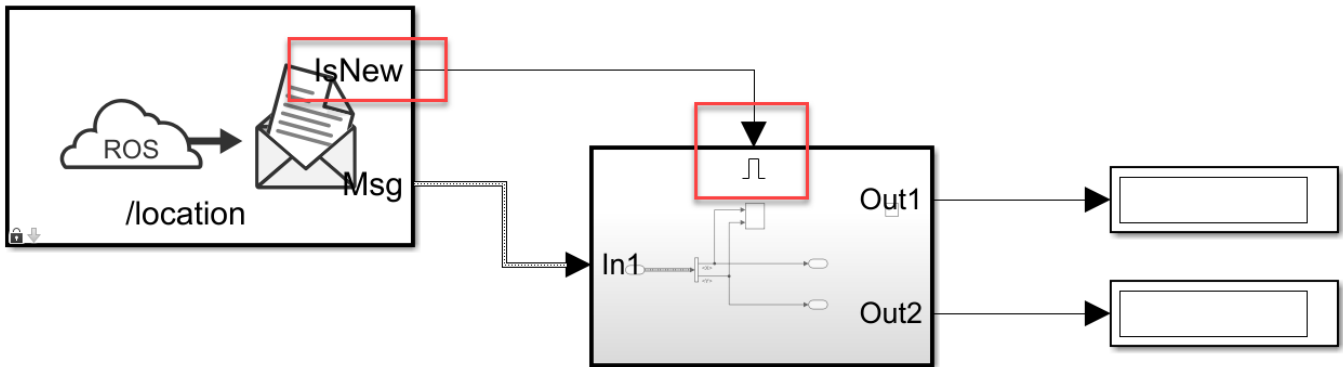 IsNew
ROS
Msg
/location
In1
Out1
Out2
<X>
<Y>